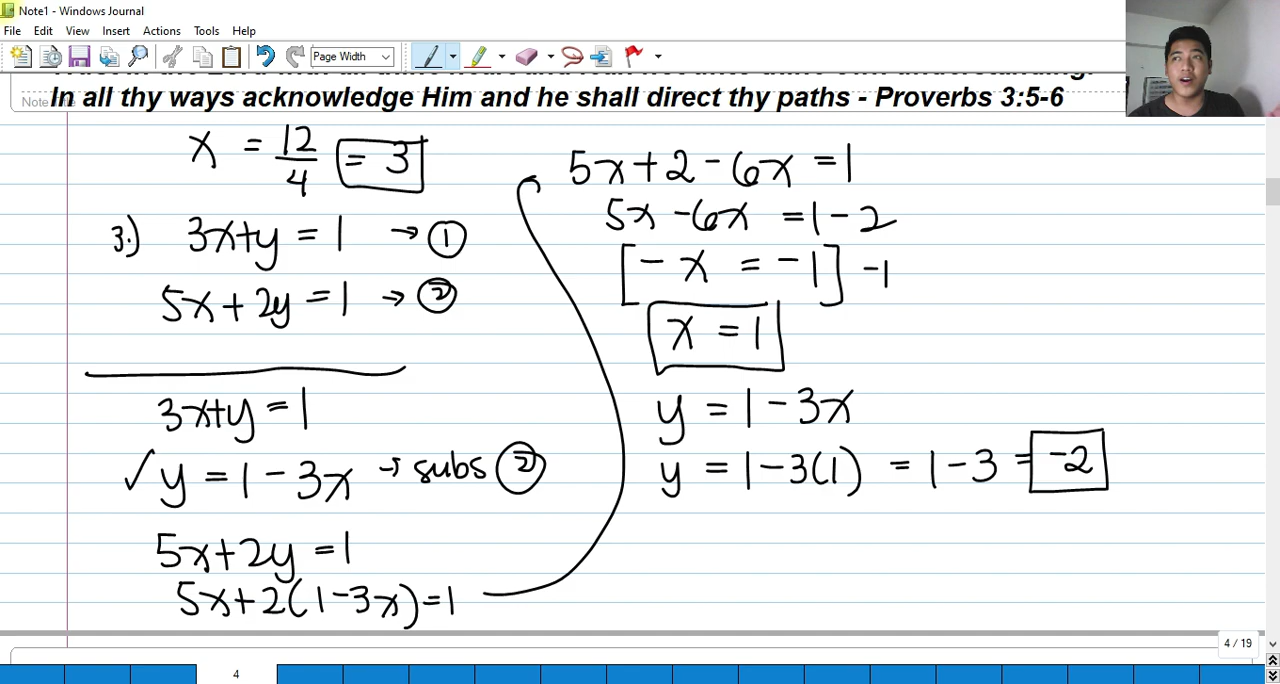 Note1 - Windows Journal
File Edit View Insert Actions Tools Help
Page Width
In all thy ways acknowledge Him and he shall direct thy paths - Proverbs 3:5-6
x = 12/4 = 3
3.) 3x+y = 1 → ①
5x + 2y = 1 → ②
3x+y = 1
✓ y = 1 - 3x → subs ②
5x+2y = 1
5x+2(1-3x)=1
5x+2-6x = 1
5x -6x = 1 - 2
[-x = -1] -1
x = 1
y = 1 - 3x
y = 1-3(1) = 1-3 = -2
4 / 19
4